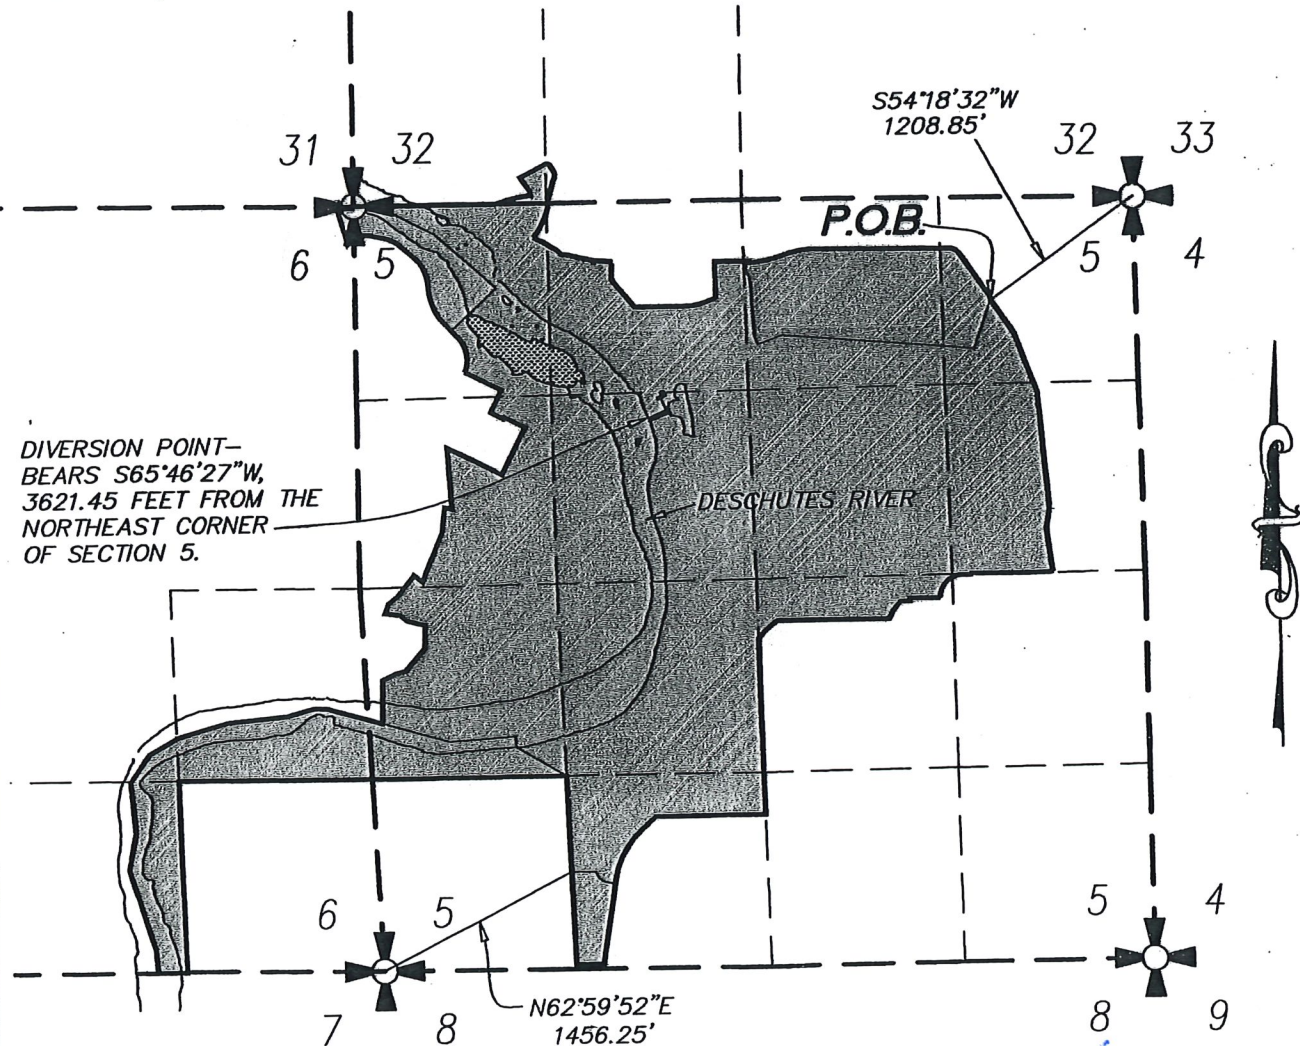 S54°18'32"W
1208.85'
31 32
32 33
P.O.B.
6 5
5 4
DIVERSION POINT–
BEARS S65°46'27"W,
3621.45 FEET FROM THE
NORTHEAST CORNER
OF SECTION 5.
DESCHUTES RIVER
6 5
5 4
N62°59'52"E
1456.25'
7 8
8 9